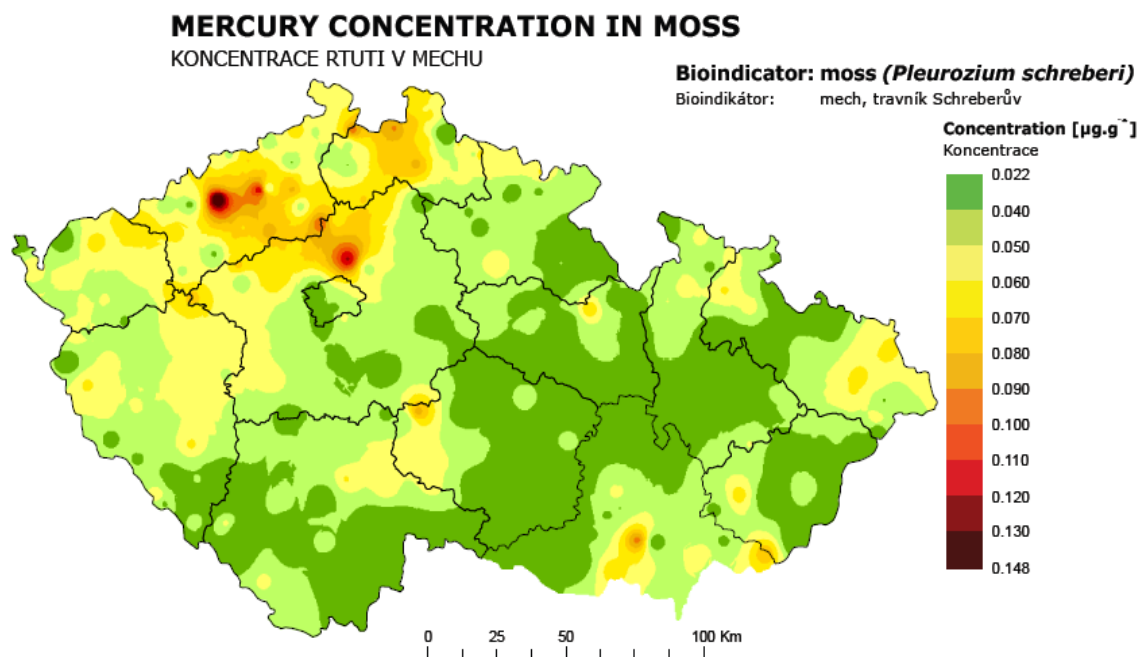 MERCURY CONCENTRATION IN MOSS
KONCENTRACE RTUTI V MECHU
Bioindicator: moss (Pleurozium schreberi)
Bioindikátor: mech, travník Schreberův
Concentration [µg.g⁻¹]
Koncentrace
0.022
0.040
0.050
0.060
0.070
0.080
0.090
0.100
0.110
0.120
0.130
0.148
0 25 50 100 Km